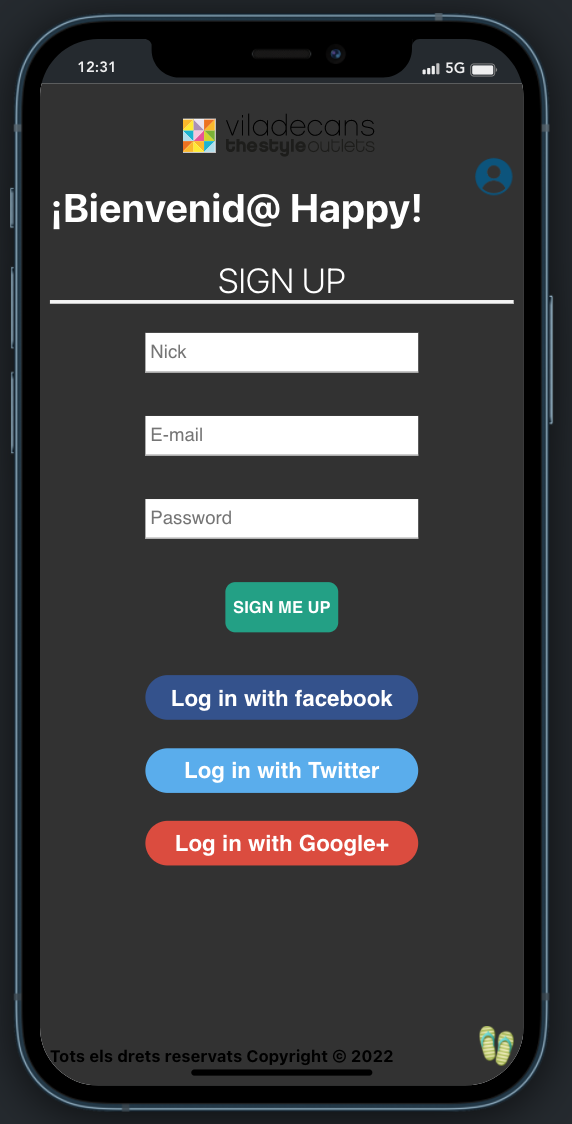 12:31
5G
viladecans
thestyleoutlets
¡Bienvenid@ Happy!
SIGN UP
Nick
E-mail
Password
SIGN ME UP
Log in with facebook
Log in with Twitter
Log in with Google+
Tots els drets reservats Copyright © 2022